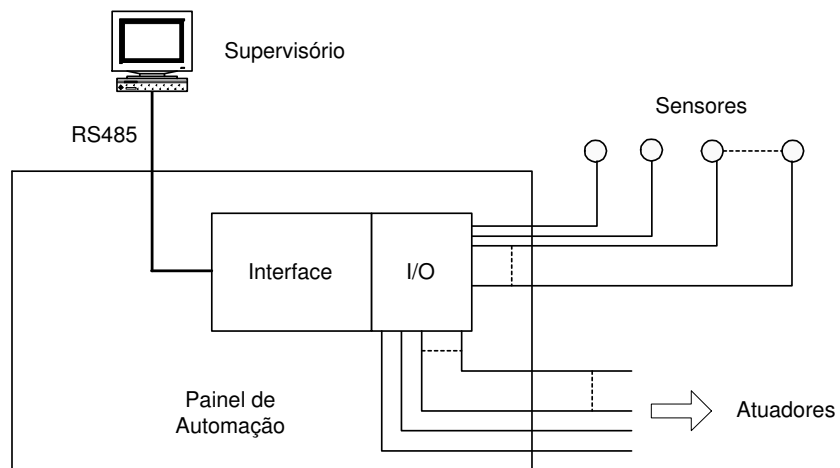 Supervisório
RS485
Sensores
Interface
I/O
Painel de
Automação
Atuadores